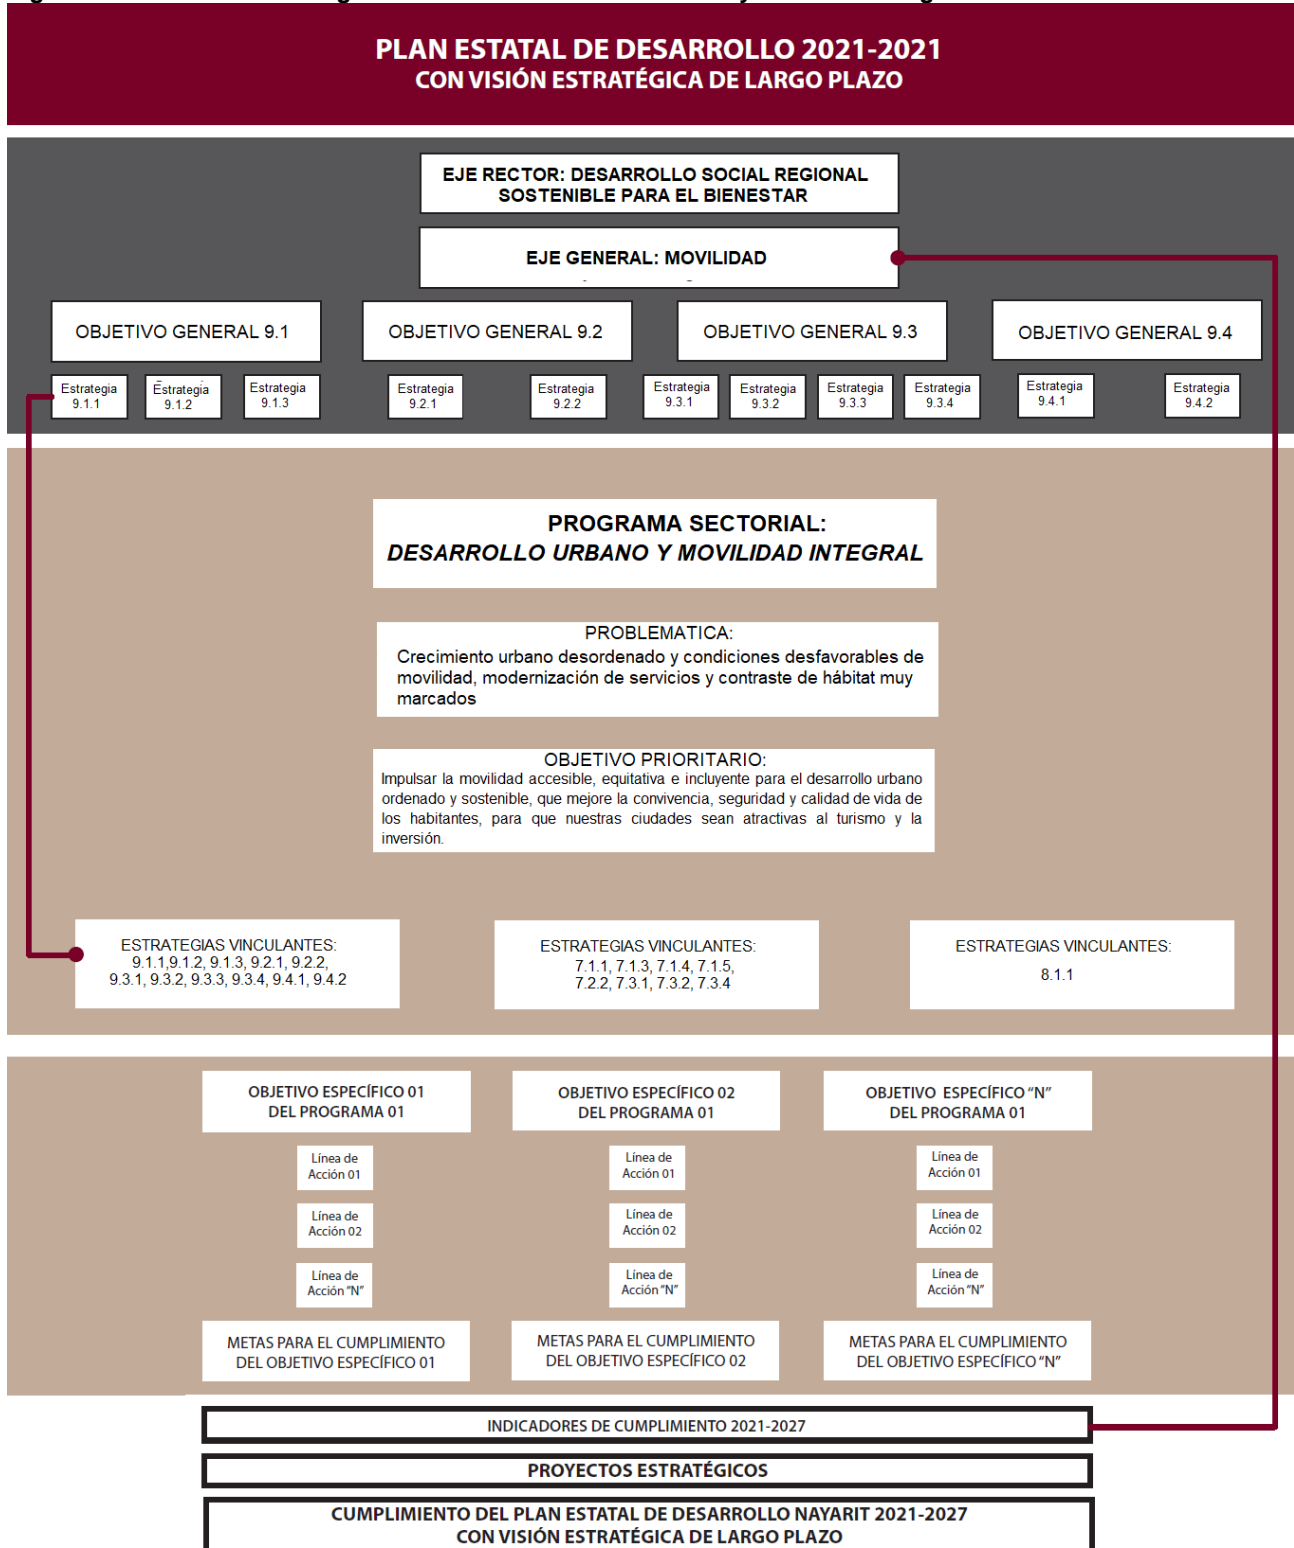 PLAN ESTATAL DE DESARROLLO 2021-2021
CON VISIÓN ESTRATÉGICA DE LARGO PLAZO
EJE RECTOR: DESARROLLO SOCIAL REGIONAL
SOSTENIBLE PARA EL BIENESTAR
EJE GENERAL: MOVILIDAD
OBJETIVO GENERAL 9.1
OBJETIVO GENERAL 9.2
OBJETIVO GENERAL 9.3
OBJETIVO GENERAL 9.4
Estrategia
9.1.1
Estrategia
9.1.2
Estrategia
9.1.3
Estrategia
9.2.1
Estrategia
9.2.2
Estrategia
9.3.1
Estrategia
9.3.2
Estrategia
9.3.3
Estrategia
9.3.4
Estrategia
9.4.1
Estrategia
9.4.2
PROGRAMA SECTORIAL:
DESARROLLO URBANO Y MOVILIDAD INTEGRAL
PROBLEMATICA:
Crecimiento urbano desordenado y condiciones desfavorables de
movilidad, modernización de servicios y contraste de hábitat muy
marcados
OBJETIVO PRIORITARIO:
Impulsar la movilidad accesible, equitativa e incluyente para el desarrollo urbano
ordenado y sostenible, que mejore la convivencia, seguridad y calidad de vida de
los habitantes, para que nuestras ciudades sean atractivas al turismo y la
inversión.
ESTRATEGIAS VINCULANTES:
9.1.1,9.1.2, 9.1.3, 9.2.1, 9.2.2,
9.3.1, 9.3.2, 9.3.3, 9.3.4, 9.4.1, 9.4.2
ESTRATEGIAS VINCULANTES:
7.1.1, 7.1.3, 7.1.4, 7.1.5,
7.2.2, 7.3.1, 7.3.2, 7.3.4
ESTRATEGIAS VINCULANTES:
8.1.1
OBJETIVO ESPECÍFICO 01
DEL PROGRAMA 01
OBJETIVO ESPECÍFICO 02
DEL PROGRAMA 01
OBJETIVO ESPECÍFICO “N”
DEL PROGRAMA 01
Línea de
Acción 01
Línea de
Acción 01
Línea de
Acción 01
Línea de
Acción 02
Línea de
Acción 02
Línea de
Acción 02
Línea de
Acción “N”
Línea de
Acción “N”
Línea de
Acción “N”
METAS PARA EL CUMPLIMIENTO
DEL OBJETIVO ESPECÍFICO 01
METAS PARA EL CUMPLIMIENTO
DEL OBJETIVO ESPECÍFICO 02
METAS PARA EL CUMPLIMIENTO
DEL OBJETIVO ESPECÍFICO “N”
INDICADORES DE CUMPLIMIENTO 2021-2027
PROYECTOS ESTRATÉGICOS
CUMPLIMIENTO DEL PLAN ESTATAL DE DESARROLLO NAYARIT 2021-2027
CON VISIÓN ESTRATÉGICA DE LARGO PLAZO